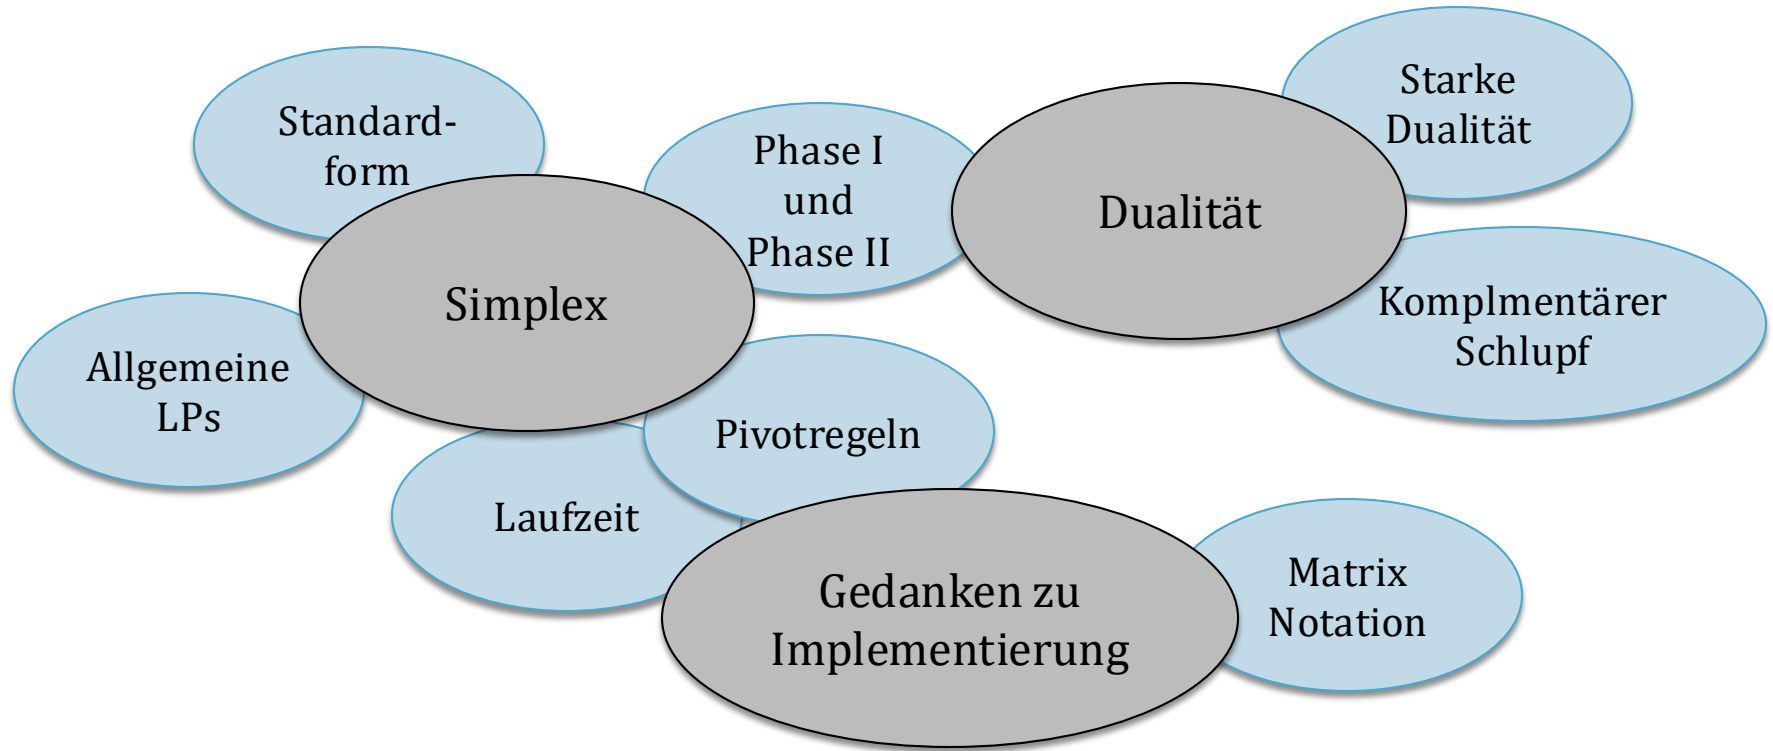 Standard-
form
Phase I
und
Phase II
Starke
Dualität
Dualität
Simplex
Komplmentärer
Schlupf
Allgemeine
LPs
Pivotregeln
Laufzeit
Gedanken zu
Implementierung
Matrix
Notation